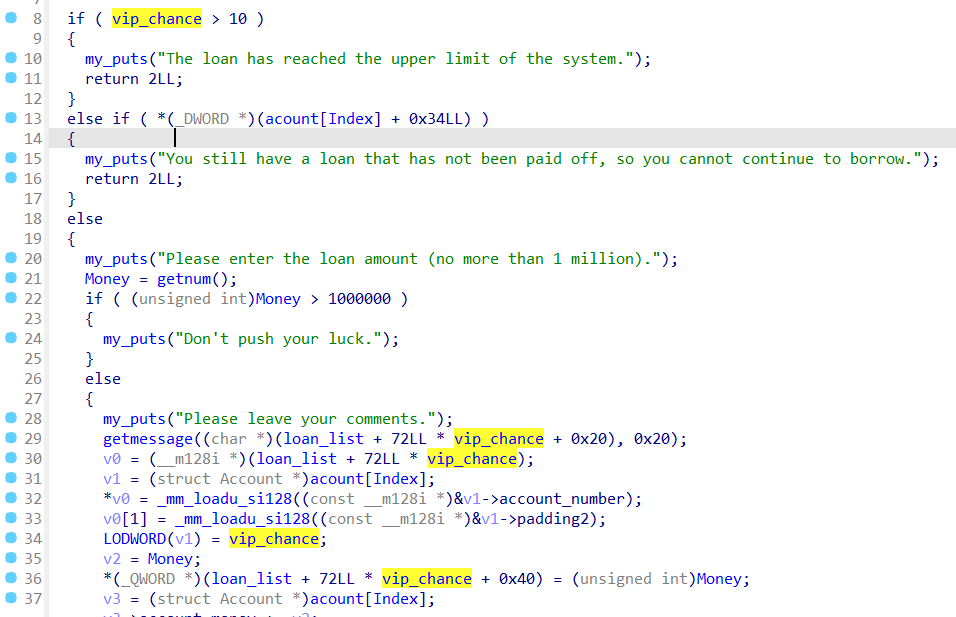 8 if ( vip_chance > 10 )
9 {
10 my_puts("The loan has reached the upper limit of the system.");
11 return 2LL;
12 }
13 else if ( *(_DWORD *)(acount[Index] + 0x34LL) )
14 {
15 my_puts("You still have a loan that has not been paid off, so you cannot continue to borrow.");
16 return 2LL;
17 }
18 else
19 {
20 my_puts("Please enter the loan amount (no more than 1 million).");
21 Money = getnum();
22 if ( (unsigned int)Money > 1000000 )
23 {
24 my_puts("Don't push your luck.");
25 }
26 else
27 {
28 my_puts("Please leave your comments.");
29 getmessage((char *)(loan_list + 72LL * vip_chance + 0x20), 0x20);
30 v0 = (__m128i *)(loan_list + 72LL * vip_chance);
31 v1 = (struct Account *)acount[Index];
32 *v0 = _mm_loadu_si128((const __m128i *)&v1->account_number);
33 v0[1] = _mm_loadu_si128((const __m128i *)&v1->padding2);
34 LODWORD(v1) = vip_chance;
35 v2 = Money;
36 *(_QWORD *)(loan_list + 72LL * vip_chance + 0x40) = (unsigned int)Money;
37 v3 = (struct Account *)acount[Index];